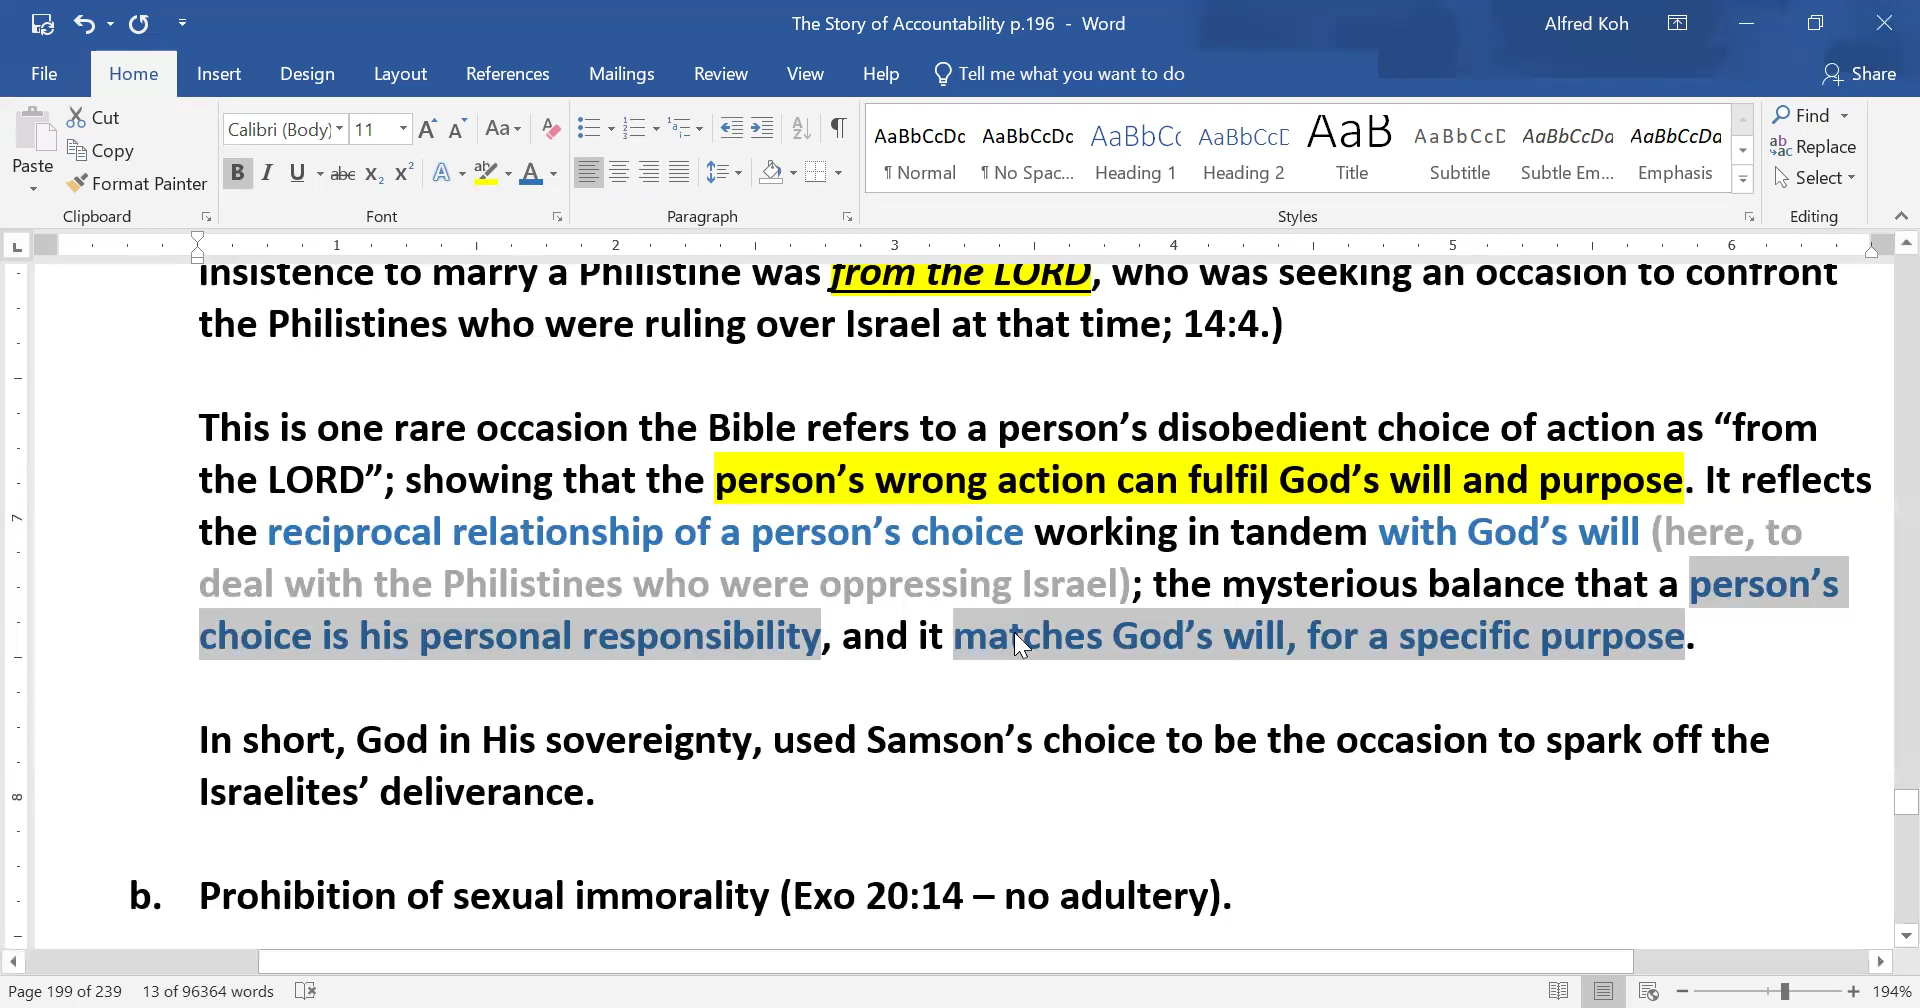 The Story of Accountability p.196 - Word
Alfred Koh
File Home Insert Design Layout References Mailings Review View Help Tell me what you want to do Share
Paste
Cut
Copy
Format Painter
Clipboard
Calibri (Body) 11
Font
Paragraph
AaBbCcDc AaBbCcDc AaBbCc AaBbCcD AaB AaBbCcD AaBbCcDa AaBbCcDa
¶ Normal ¶ No Spac... Heading 1 Heading 2 Title Subtitle Subtle Em... Emphasis
Styles
Find
Replace
Select
Editing
1 2 3 4 5 6
insistence to marry a Philistine was from the LORD, who was seeking an occasion to confront
the Philistines who were ruling over Israel at that time; 14:4.)
This is one rare occasion the Bible refers to a person’s disobedient choice of action as “from
the LORD”; showing that the person’s wrong action can fulfil God’s will and purpose. It reflects
the reciprocal relationship of a person’s choice working in tandem with God’s will (here, to
deal with the Philistines who were oppressing Israel); the mysterious balance that a person’s
choice is his personal responsibility, and it matches God’s will, for a specific purpose.
In short, God in His sovereignty, used Samson’s choice to be the occasion to spark off the
Israelites’ deliverance.
b. Prohibition of sexual immorality (Exo 20:14 – no adultery).
7
8
Page 199 of 239 13 of 96364 words
194%